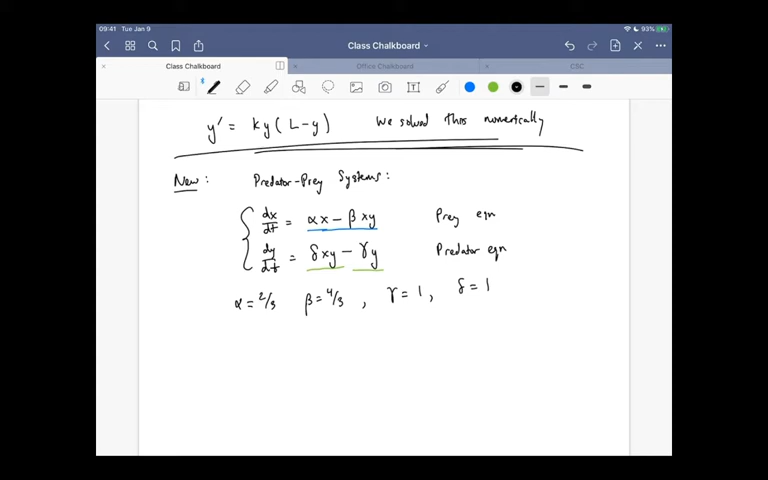 09:41 Tue Jan 9 93%
Class Chalkboard
Class Chalkboard Office Chalkboard CSC
y' = ky(L-y) We solved this numerically
New: Predator-Prey Systems:
dx/dt = αx - βxy Prey eqn
dy/dt = δxy - γy Predator eqn
α = 2/3 β = 4/3, γ = 1, δ = 1